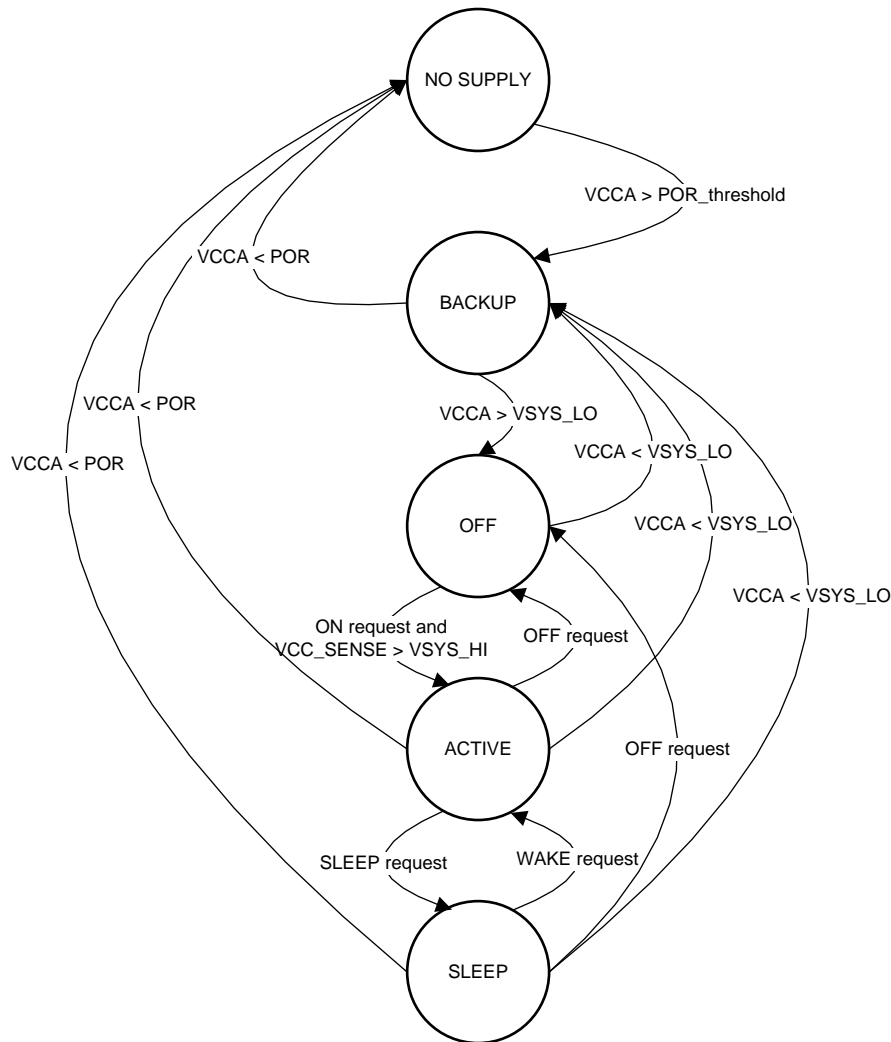 NO SUPPLY
VCCA > POR_threshold
VCCA < POR
BACKUP
VCCA < POR
VCCA > VSYS_LO
VCCA < VSYS_LO
VCCA < POR
OFF
VCCA < VSYS_LO
VCCA < VSYS_LO
ON request and
VCC_SENSE > VSYS_HI
OFF request
ACTIVE
OFF request
SLEEP request
WAKE request
SLEEP